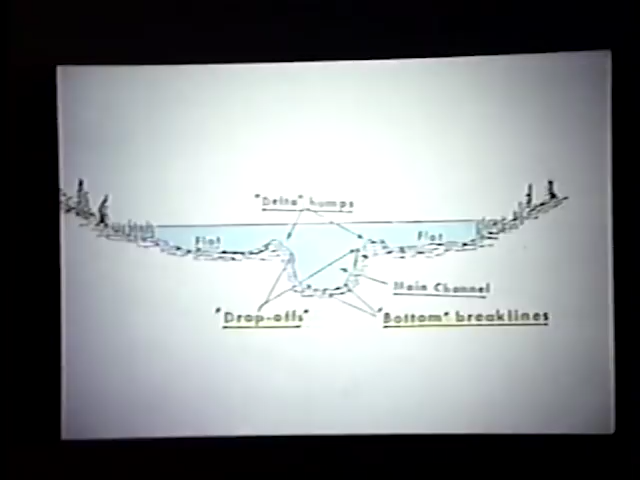 "Delta" humps
Flat
Flat
Main Channel
"Drop-offs"
"Bottom" breaklines